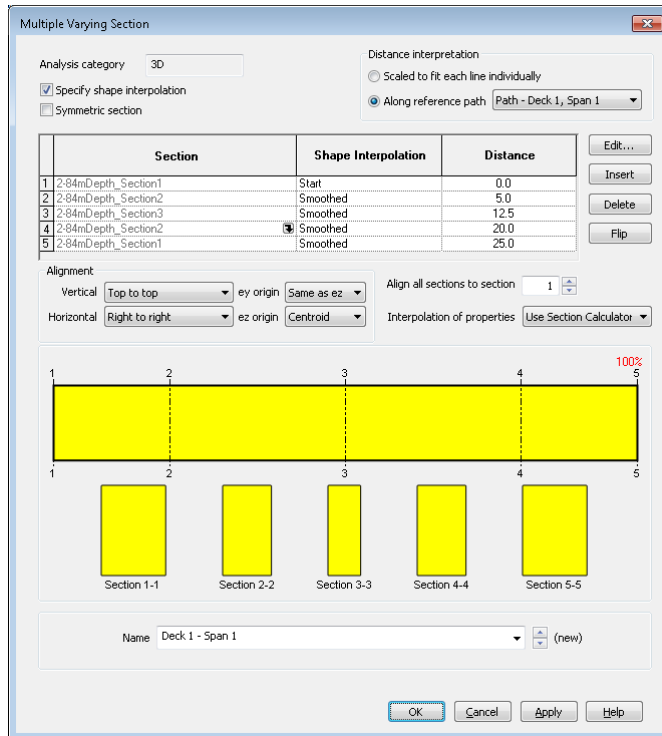 Multiple Varying Section
Analysis category 3D
Specify shape interpolation
Symmetric section
Distance interpretation
Scaled to fit each line individually
Along reference path Path - Deck 1, Span 1
Section Shape Interpolation Distance
1 2-84mDepth_Section1 Start 0.0
2 2-84mDepth_Section2 Smoothed 5.0
3 2-84mDepth_Section3 Smoothed 12.5
4 2-84mDepth_Section2 Smoothed 20.0
5 2-84mDepth_Section1 Smoothed 25.0
Edit...
Insert
Delete
Flip
Alignment
Vertical Top to top ey origin Same as ez
Horizontal Right to right ez origin Centroid
Align all sections to section 1
Interpolation of properties Use Section Calculator
100%
1 2 3 4 5
1 2 3 4 5
Section 1-1 Section 2-2 Section 3-3 Section 4-4 Section 5-5
Name Deck 1 - Span 1 (new)
OK Cancel Apply Help